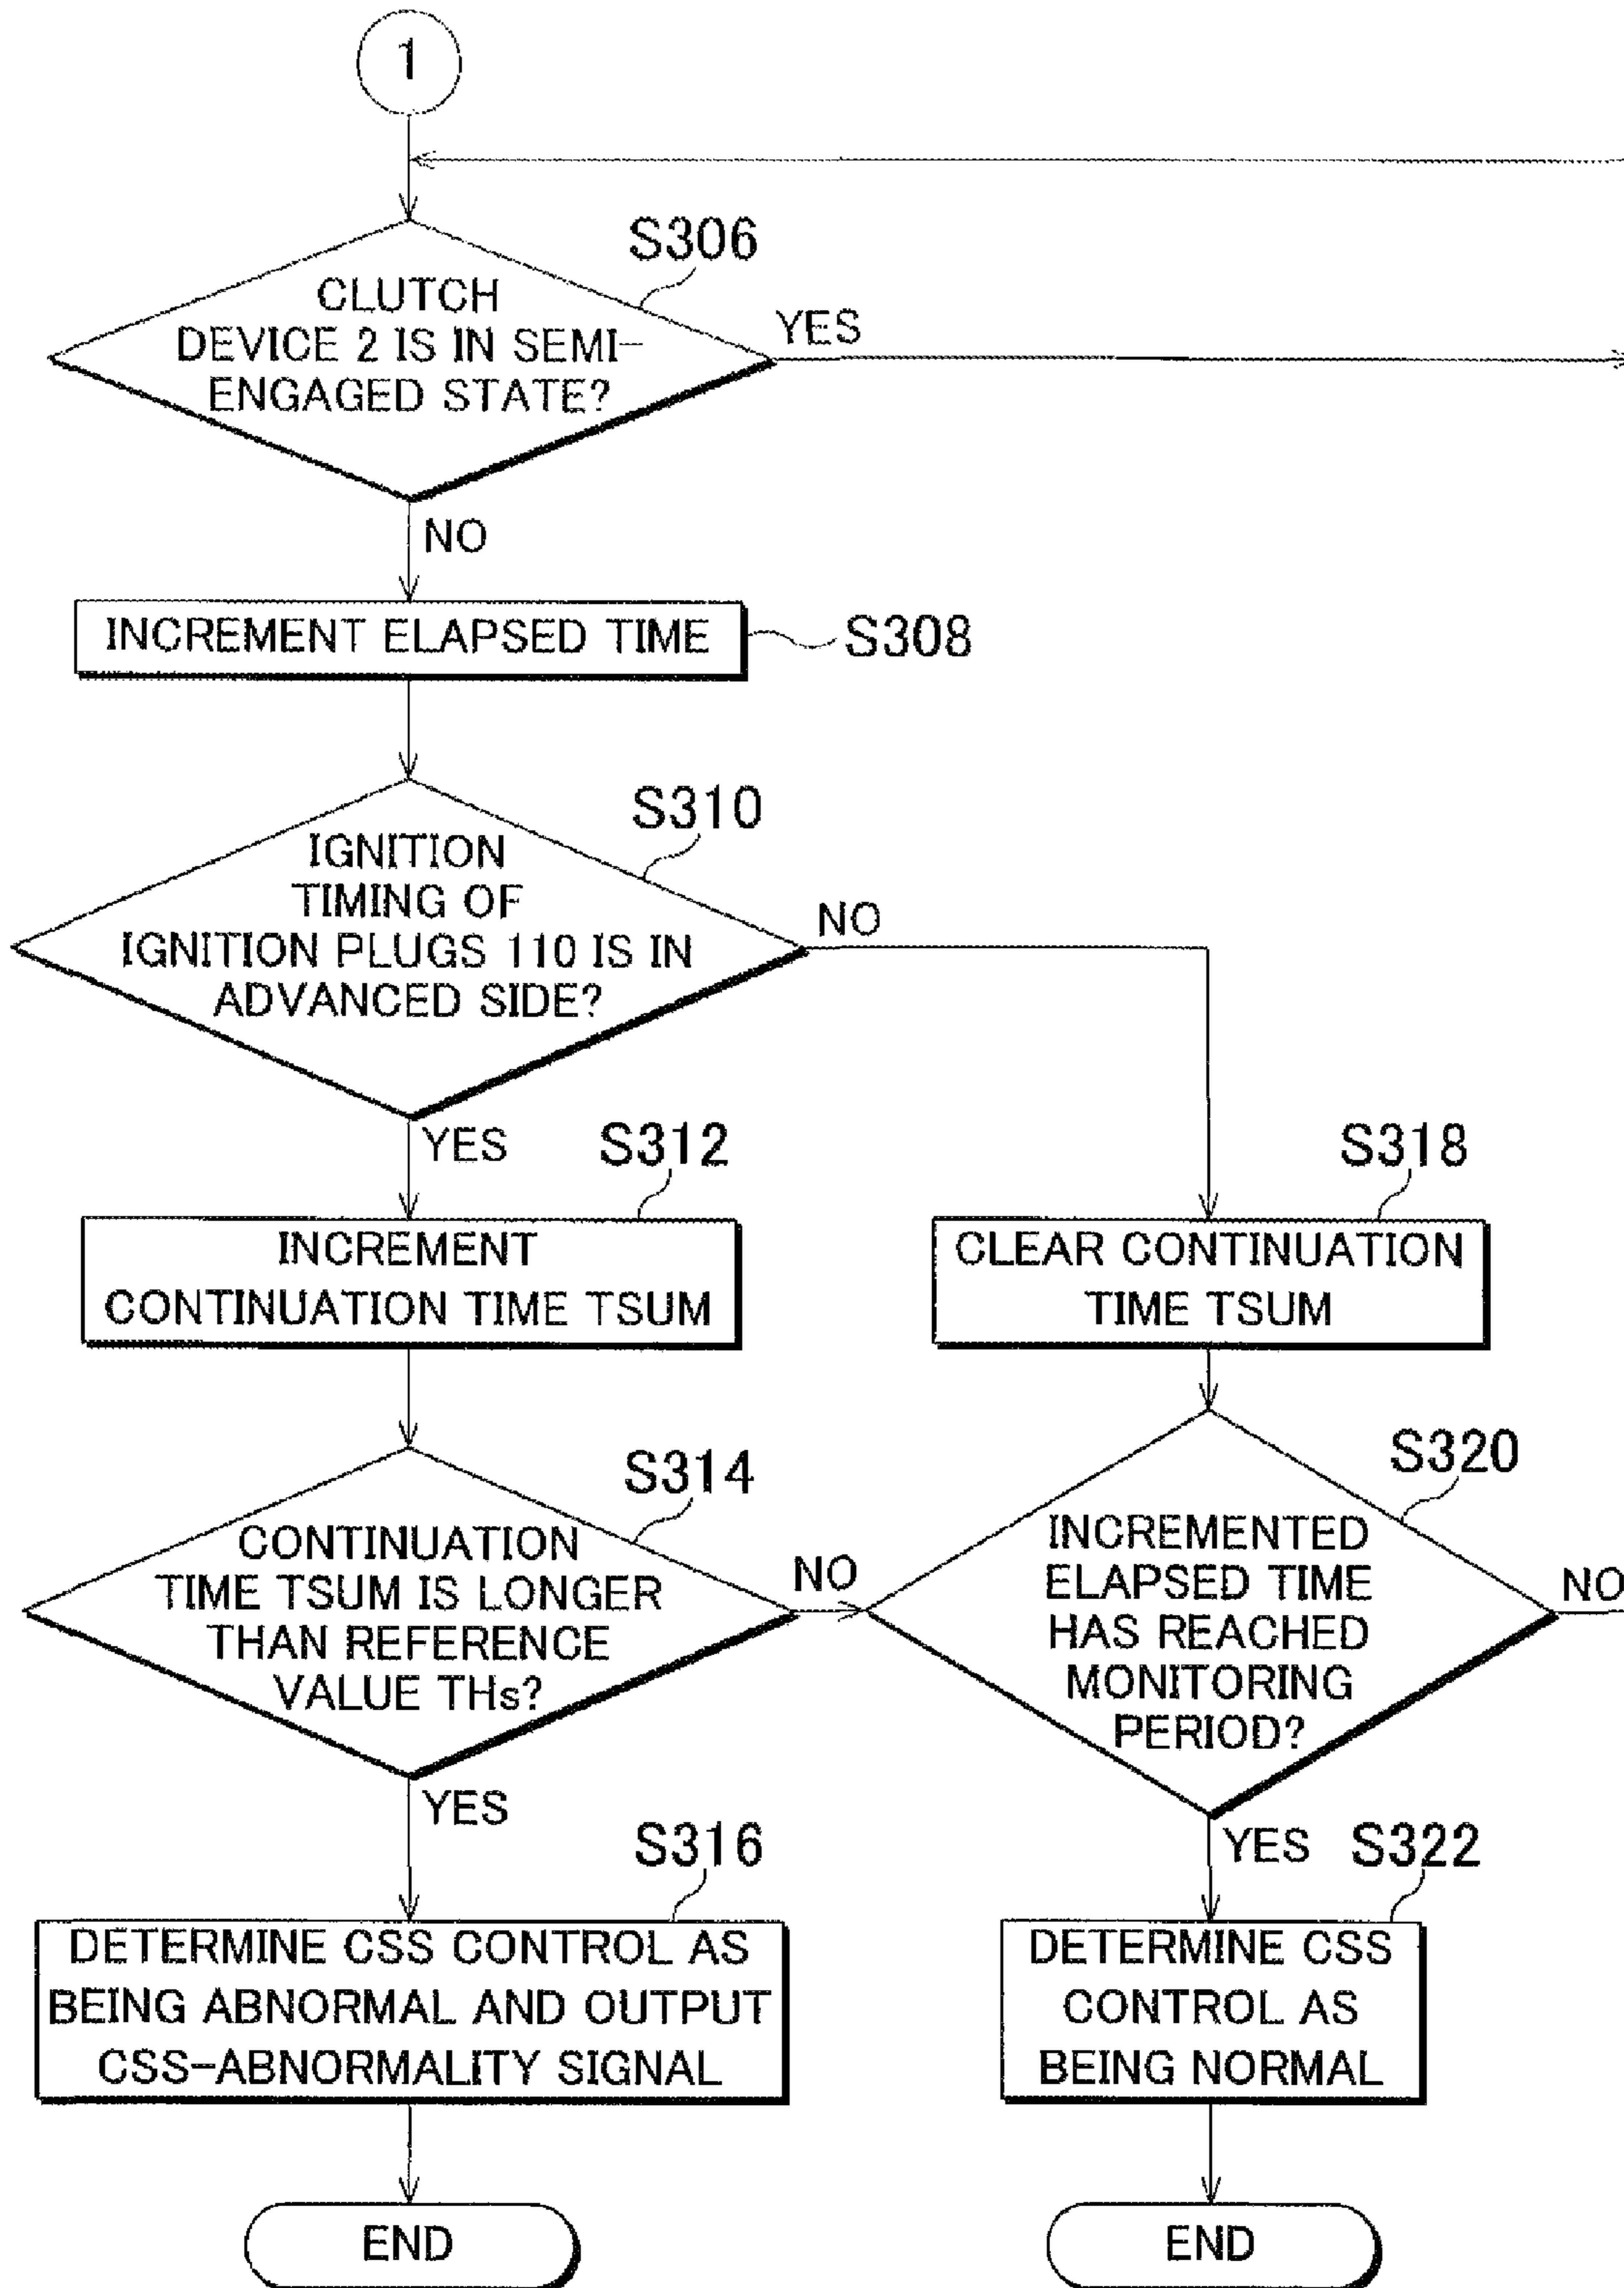 1
S306
CLUTCH
DEVICE 2 IS IN SEMI-
ENGAGED STATE?
YES
NO
INCREMENT ELAPSED TIME
S308
S310
IGNITION
TIMING OF
IGNITION PLUGS 110 IS IN
ADVANCED SIDE?
NO
YES
S312
INCREMENT
CONTINUATION TIME TSUM
S318
CLEAR CONTINUATION
TIME TSUM
S314
CONTINUATION
TIME TSUM IS LONGER
THAN REFERENCE
VALUE THs?
NO
YES
S320
INCREMENTED
ELAPSED TIME
HAS REACHED
MONITORING
PERIOD?
NO
YES
S316
DETERMINE CSS CONTROL AS
BEING ABNORMAL AND OUTPUT
CSS-ABNORMALITY SIGNAL
S322
DETERMINE CSS
CONTROL AS
BEING NORMAL
END
END